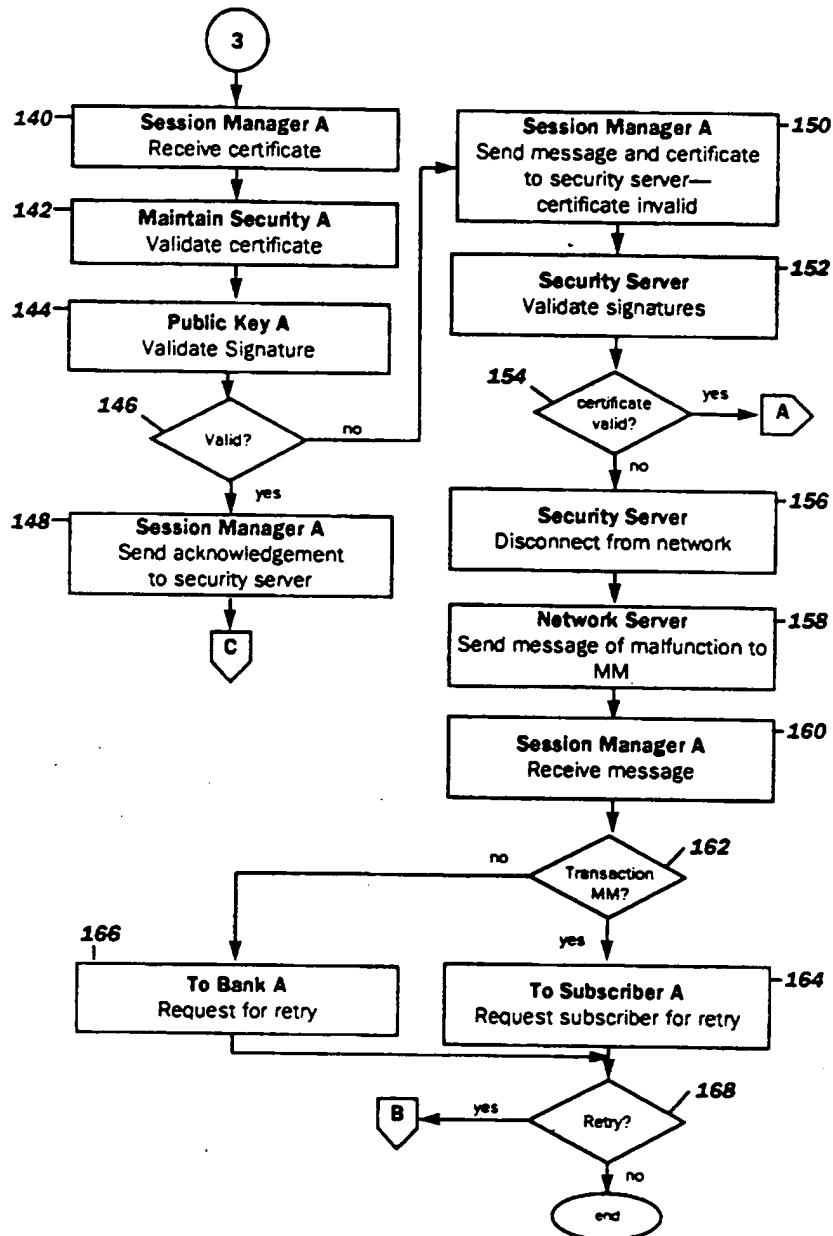 3
140
Session Manager A
Receive certificate
142
Maintain Security A
Validate certificate
144
Public Key A
Validate Signature
146
Valid?
no
yes
148
Session Manager A
Send acknowledgement
to security server
C
150
Session Manager A
Send message and certificate
to security server—
certificate invalid
152
Security Server
Validate signatures
154
certificate
valid?
yes
A
no
156
Security Server
Disconnect from network
158
Network Server
Send message of malfunction to
MM
160
Session Manager A
Receive message
162
Transaction
MM?
no
yes
166
To Bank A
Request for retry
164
To Subscriber A
Request subscriber for retry
168
Retry?
yes
B
no
end